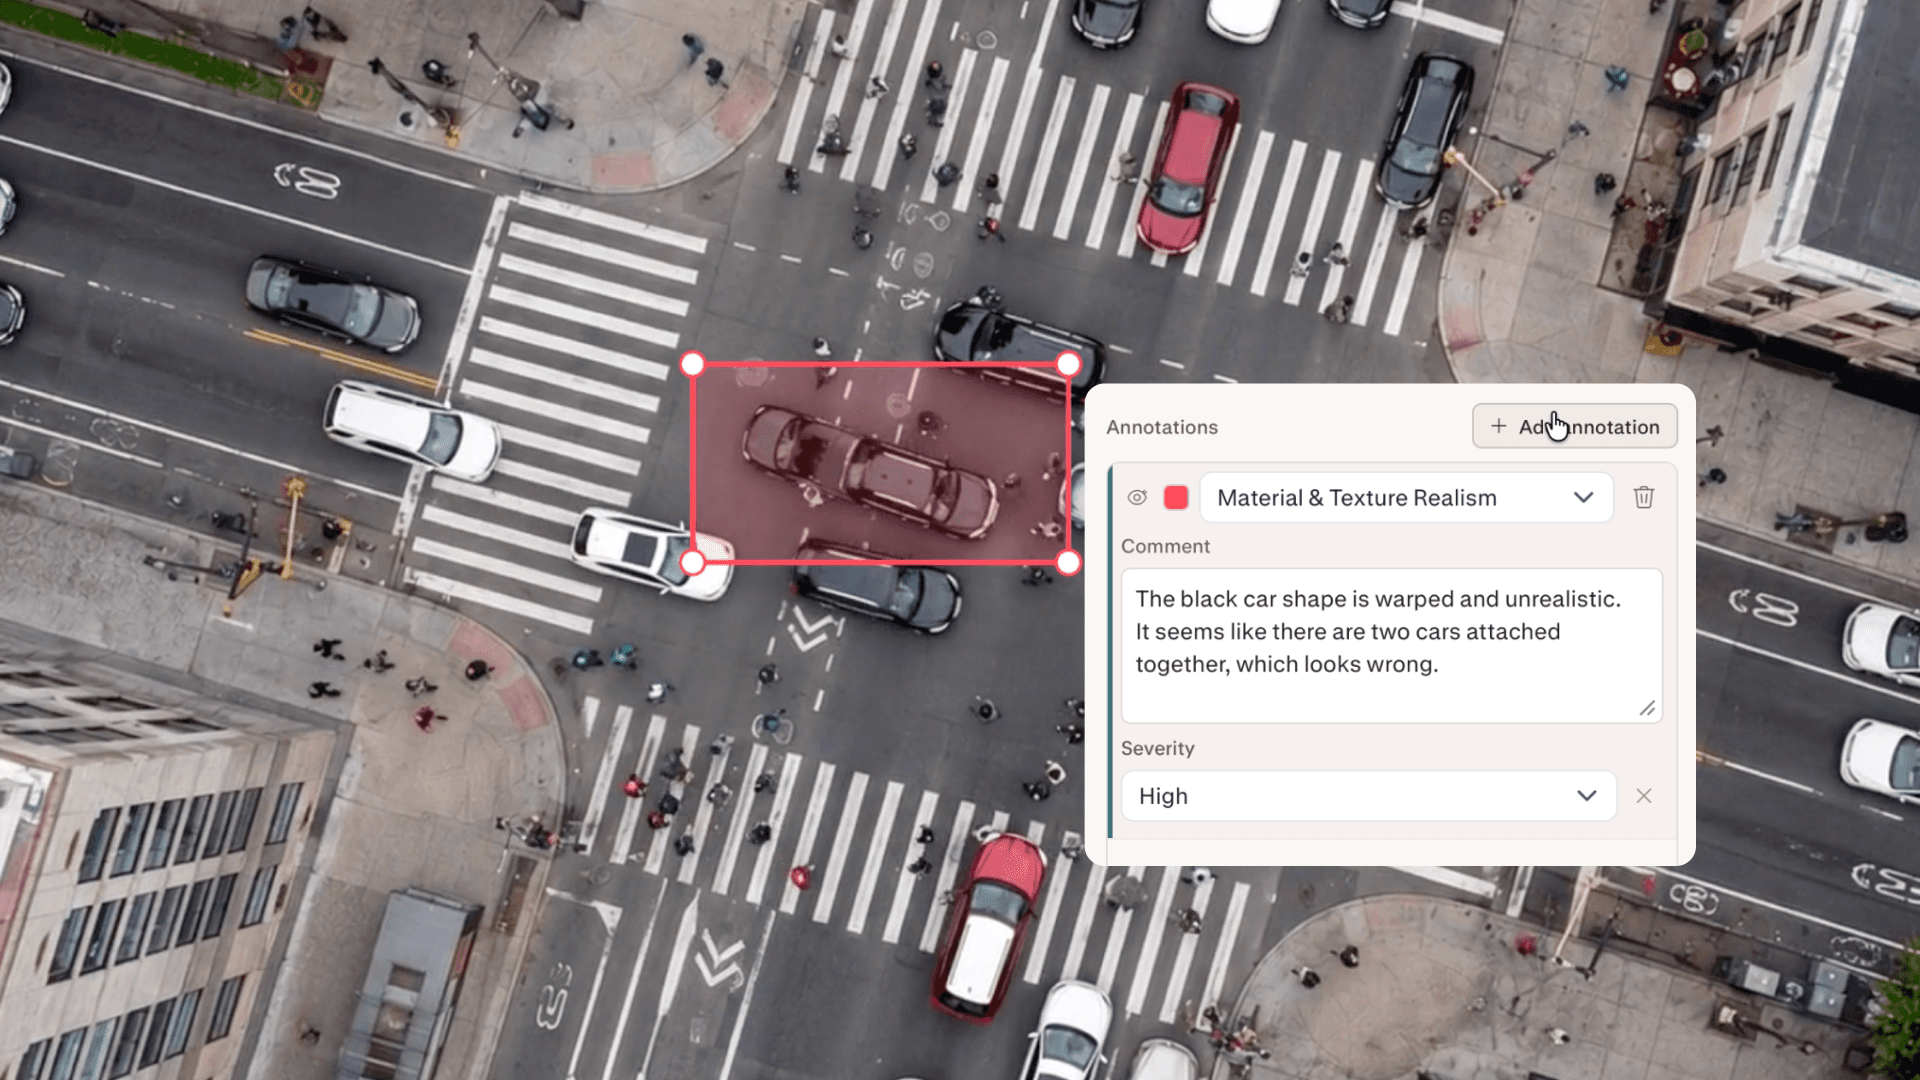 Annotations
Add annotation
Material & Texture Realism
Comment
The black car shape is warped and unrealistic.
It seems like there are two cars attached
together, which looks wrong.
Severity
High